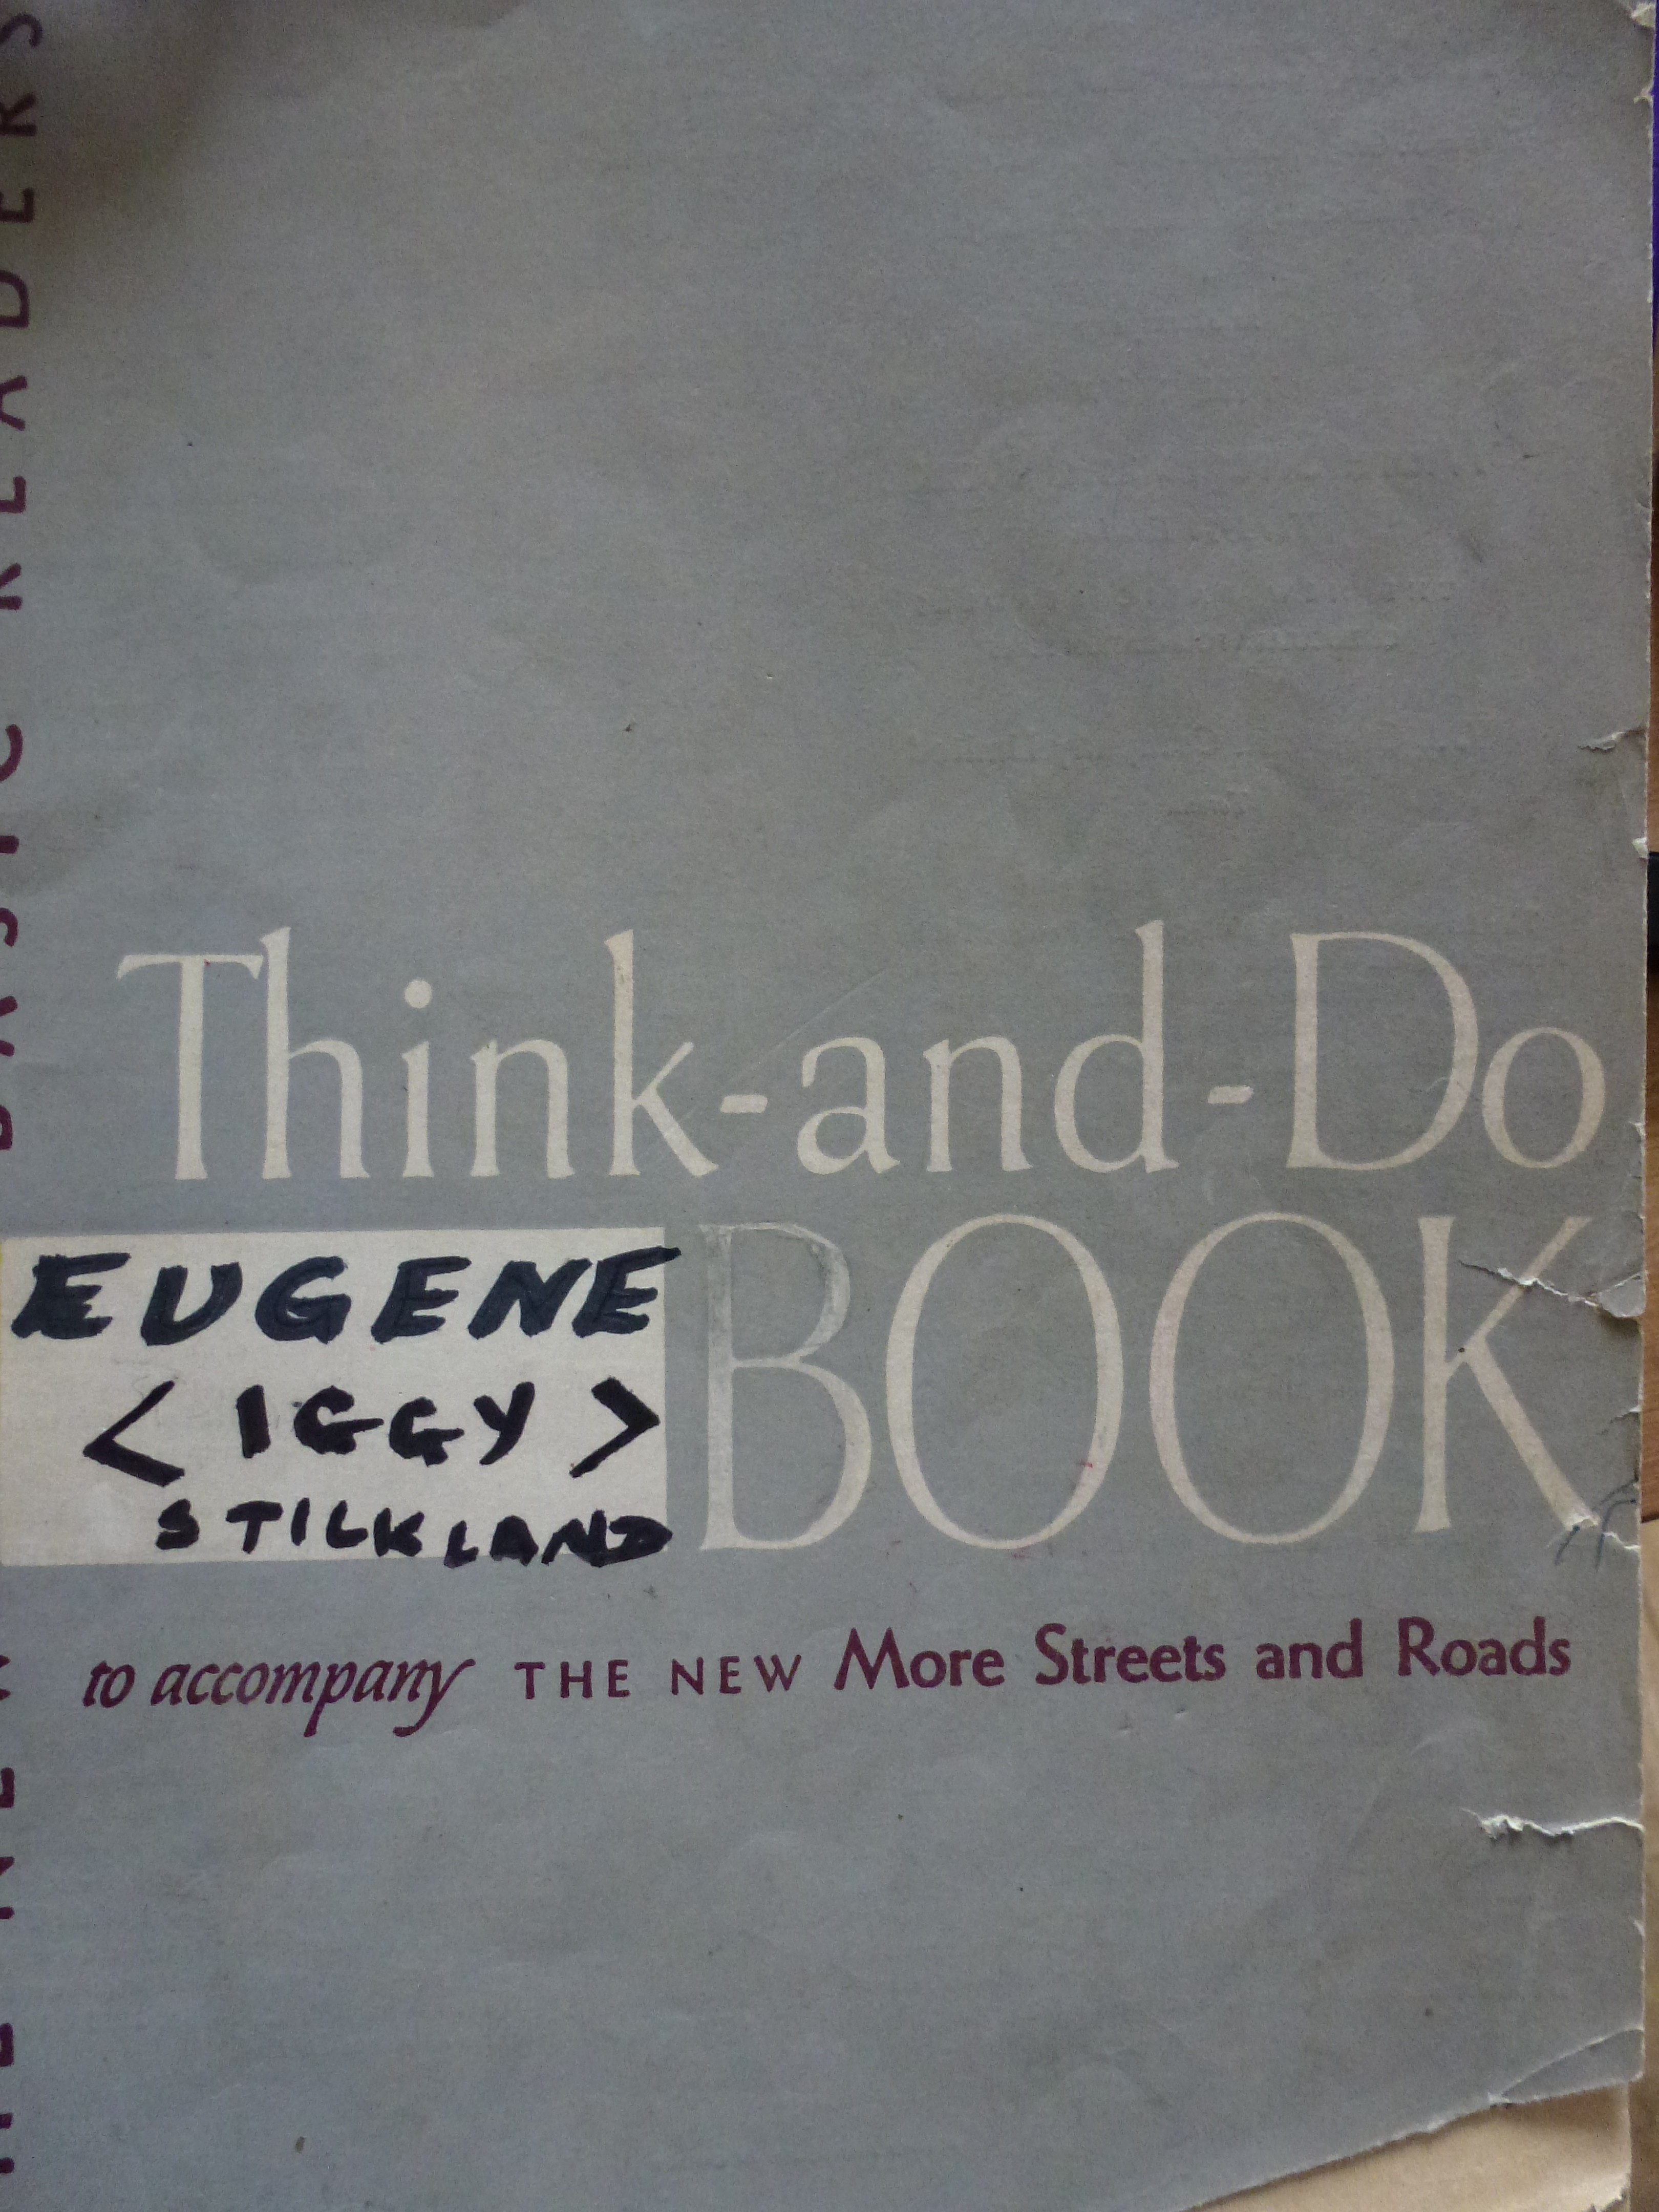 THE NEW BASIC READERS
Think-and-Do
BOOK
EUGENE
< IGGY >
STILKLAND
to accompany THE NEW More Streets and Roads